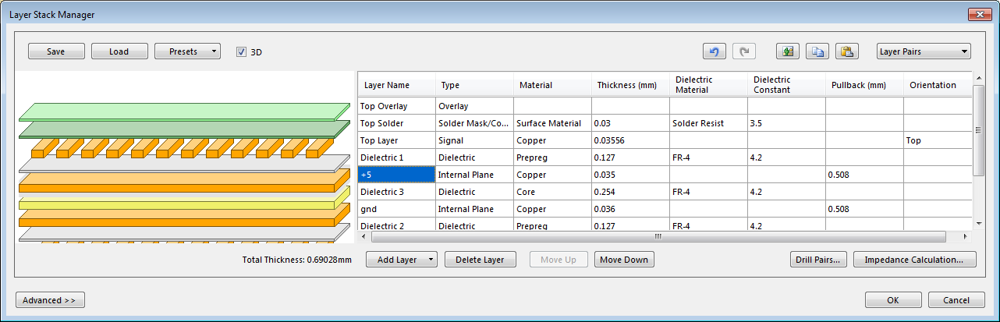 Layer Stack Manager
Save Load Presets 3D Layer Pairs
Layer Name Type Material Thickness (mm) Dielectric Material Dielectric Constant Pullback (mm) Orientation
Top Overlay Overlay
Top Solder Solder Mask/Co... Surface Material 0.03 Solder Resist 3.5
Top Layer Signal Copper 0.03556 Top
Dielectric 1 Dielectric Prepreg 0.127 FR-4 4.2
+5 Internal Plane Copper 0.035 0.508
Dielectric 3 Dielectric Core 0.254 FR-4 4.2
gnd Internal Plane Copper 0.036 0.508
Dielectric 2 Dielectric Prepreg 0.127 FR-4 4.2
Total Thickness: 0.69028mm Add Layer Delete Layer Move Up Move Down Drill Pairs... Impedance Calculation...
Advanced >> OK Cancel